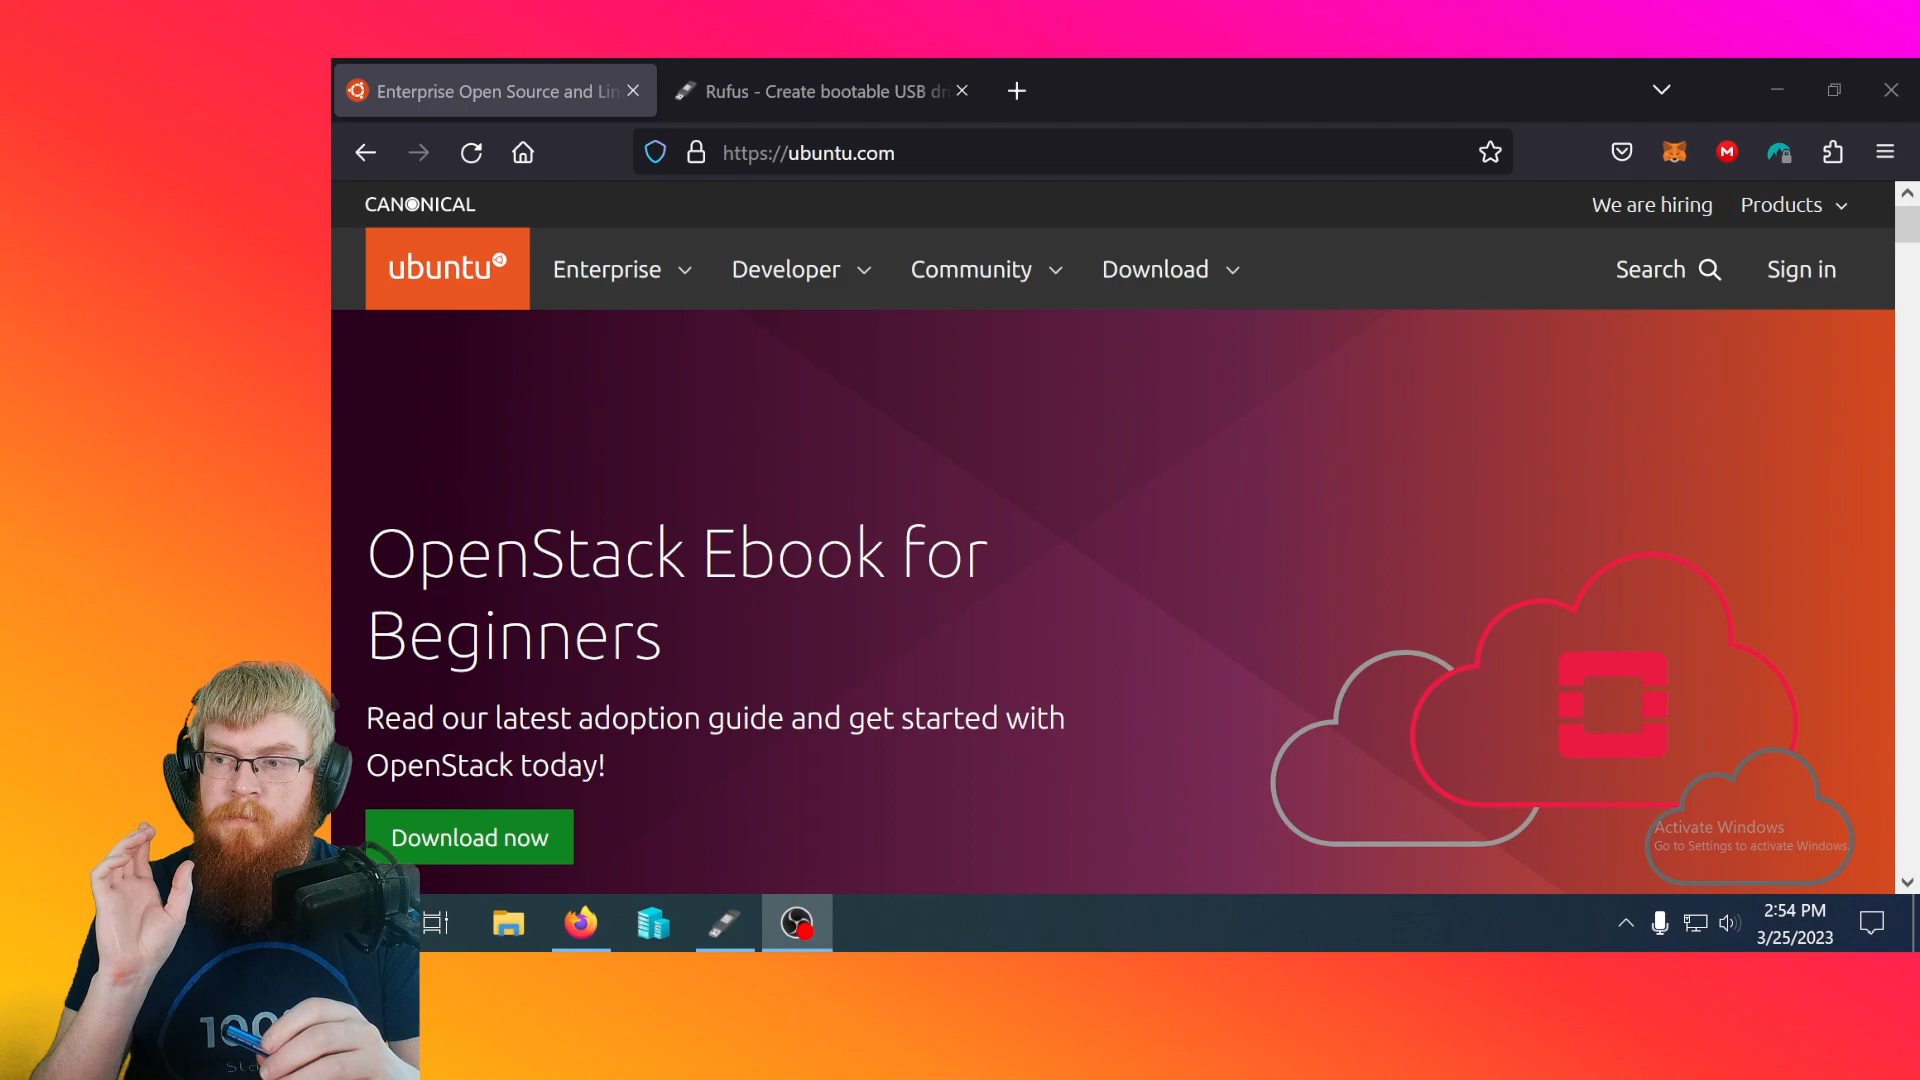 Enterprise Open Source and Lin
Rufus - Create bootable USB dri
https://ubuntu.com
CANONICAL
We are hiring
Products
ubuntu
Enterprise
Developer
Community
Download
Search
Sign in
OpenStack Ebook for
Beginners
Read our latest adoption guide and get started with
OpenStack today!
Download now
Activate Windows
Go to Settings to activate Windows.
2:54 PM
3/25/2023
100